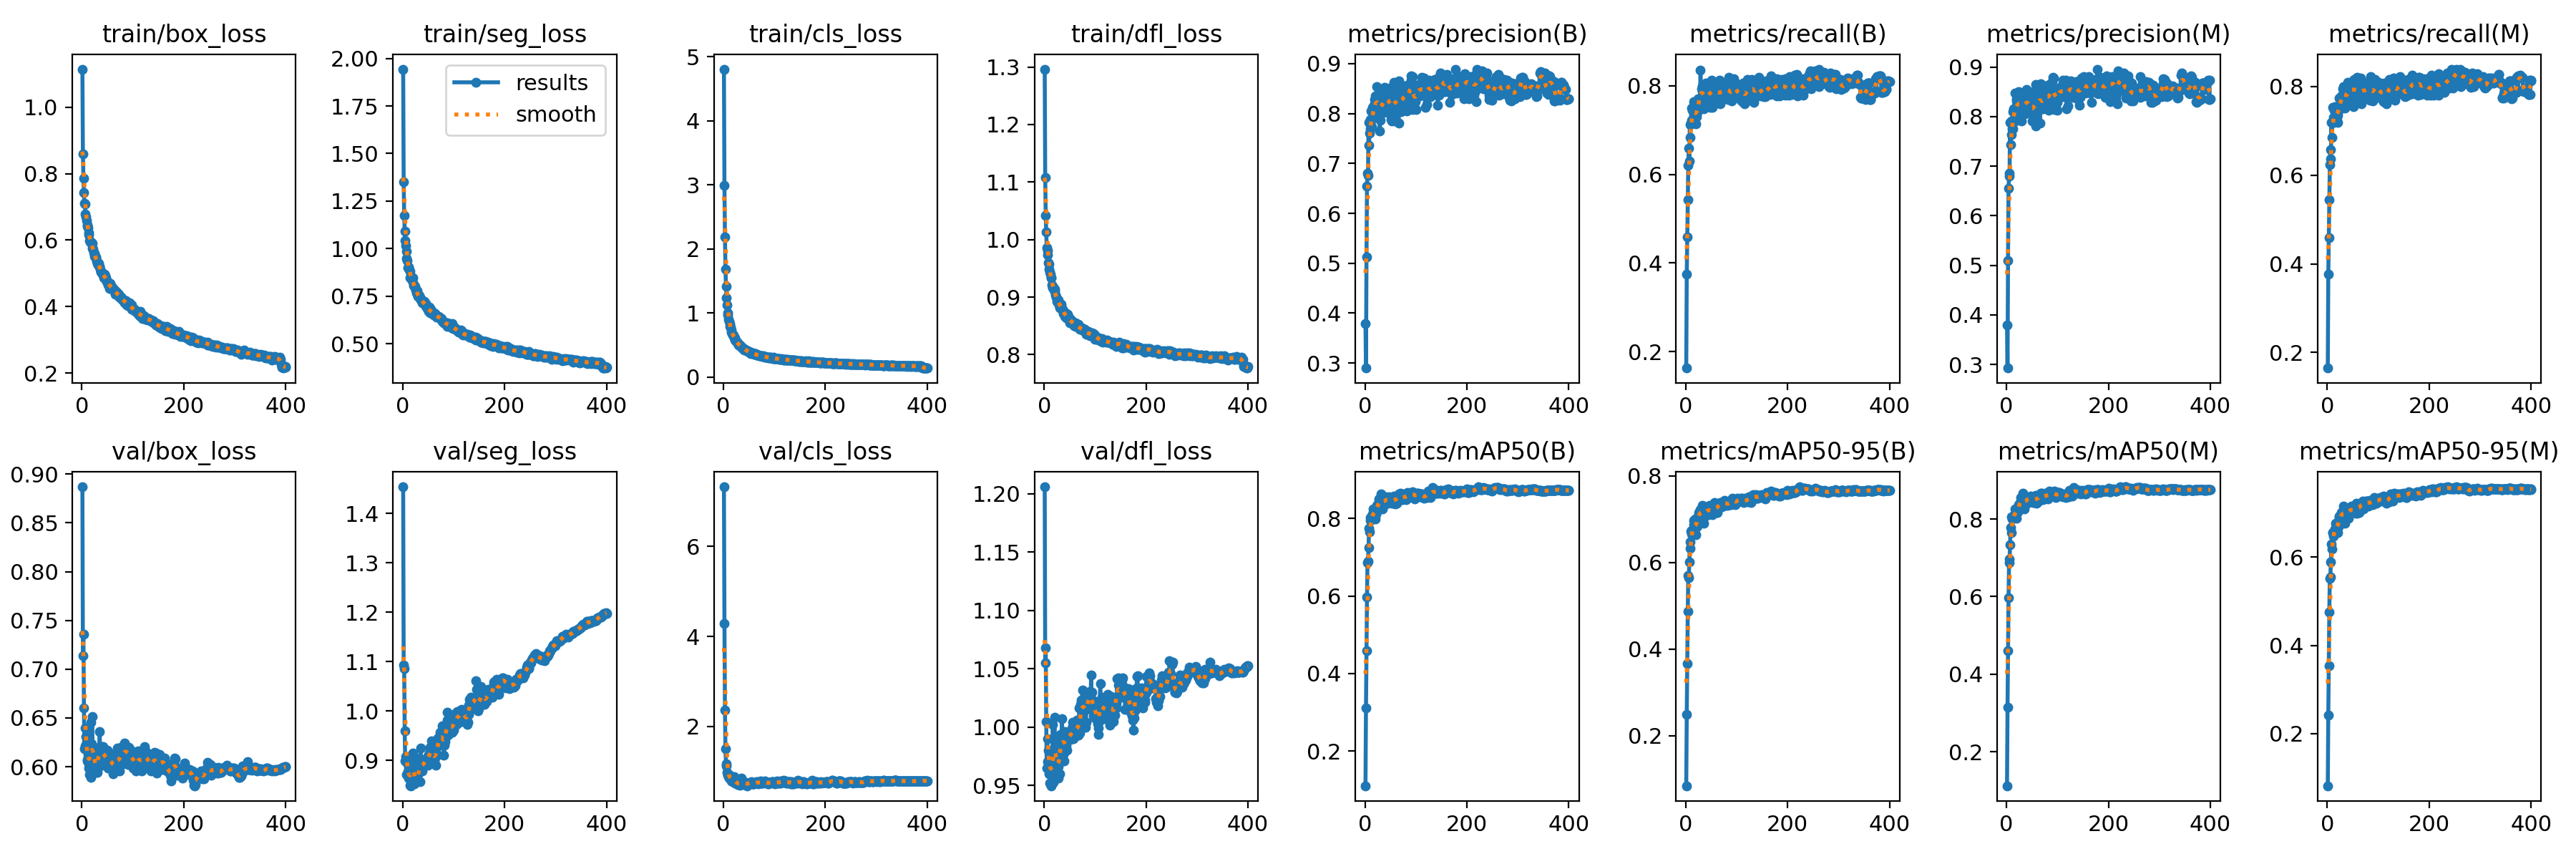 train/box_loss
train/seg_loss
train/cls_loss
train/dfl_loss
metrics/precision(B)
metrics/recall(B)
metrics/precision(M)
metrics/recall(M)
1.0
0.8
0.6
0.4
0.2
0 200 400
2.00
1.75
1.50
1.25
1.00
0.75
0.50
results
smooth
0 200 400
5
4
3
2
1
0
0 200 400
1.3
1.2
1.1
1.0
0.9
0.8
0 200 400
0.9
0.8
0.7
0.6
0.5
0.4
0.3
0 200 400
0.8
0.6
0.4
0.2
0 200 400
0.9
0.8
0.7
0.6
0.5
0.4
0.3
0 200 400
0.8
0.6
0.4
0.2
0 200 400
val/box_loss
val/seg_loss
val/cls_loss
val/dfl_loss
metrics/mAP50(B)
metrics/mAP50-95(B)
metrics/mAP50(M)
metrics/mAP50-95(M)
0.90
0.85
0.80
0.75
0.70
0.65
0.60
0 200 400
1.4
1.3
1.2
1.1
1.0
0.9
0 200 400
6
4
2
0 200 400
1.20
1.15
1.10
1.05
1.00
0.95
0 200 400
0.8
0.6
0.4
0.2
0 200 400
0.8
0.6
0.4
0.2
0 200 400
0.8
0.6
0.4
0.2
0 200 400
0.6
0.4
0.2
0 200 400